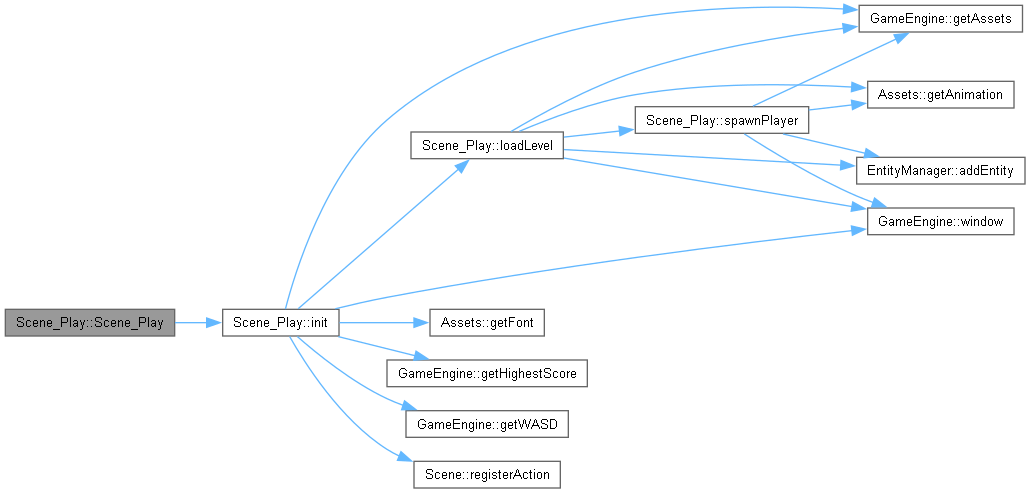 GameEngine::getAssets
Assets::getAnimation
Scene_Play::spawnPlayer
Scene_Play::loadLevel
EntityManager::addEntity
GameEngine::window
Scene_Play::Scene_Play
Scene_Play::init
Assets::getFont
GameEngine::getHighestScore
GameEngine::getWASD
Scene::registerAction